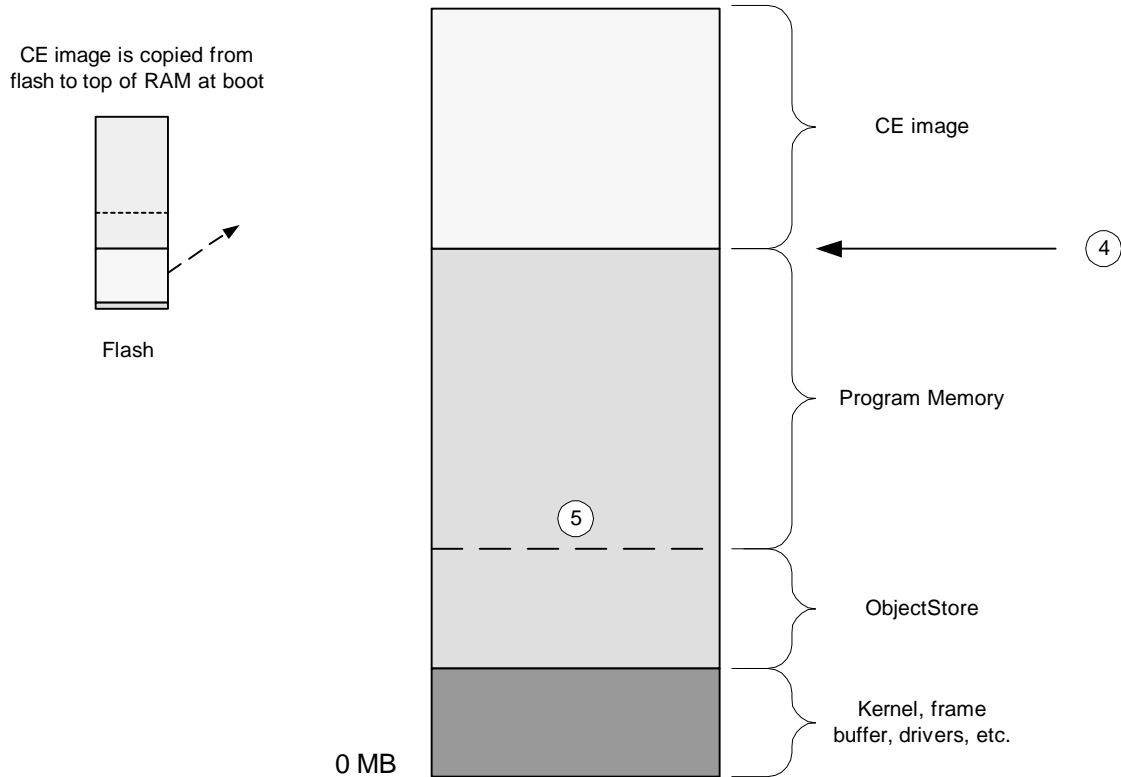 CE image is copied from
flash to top of RAM at boot
Flash
CE image
4
Program Memory
5
ObjectStore
Kernel, frame
buffer, drivers, etc.
0 MB